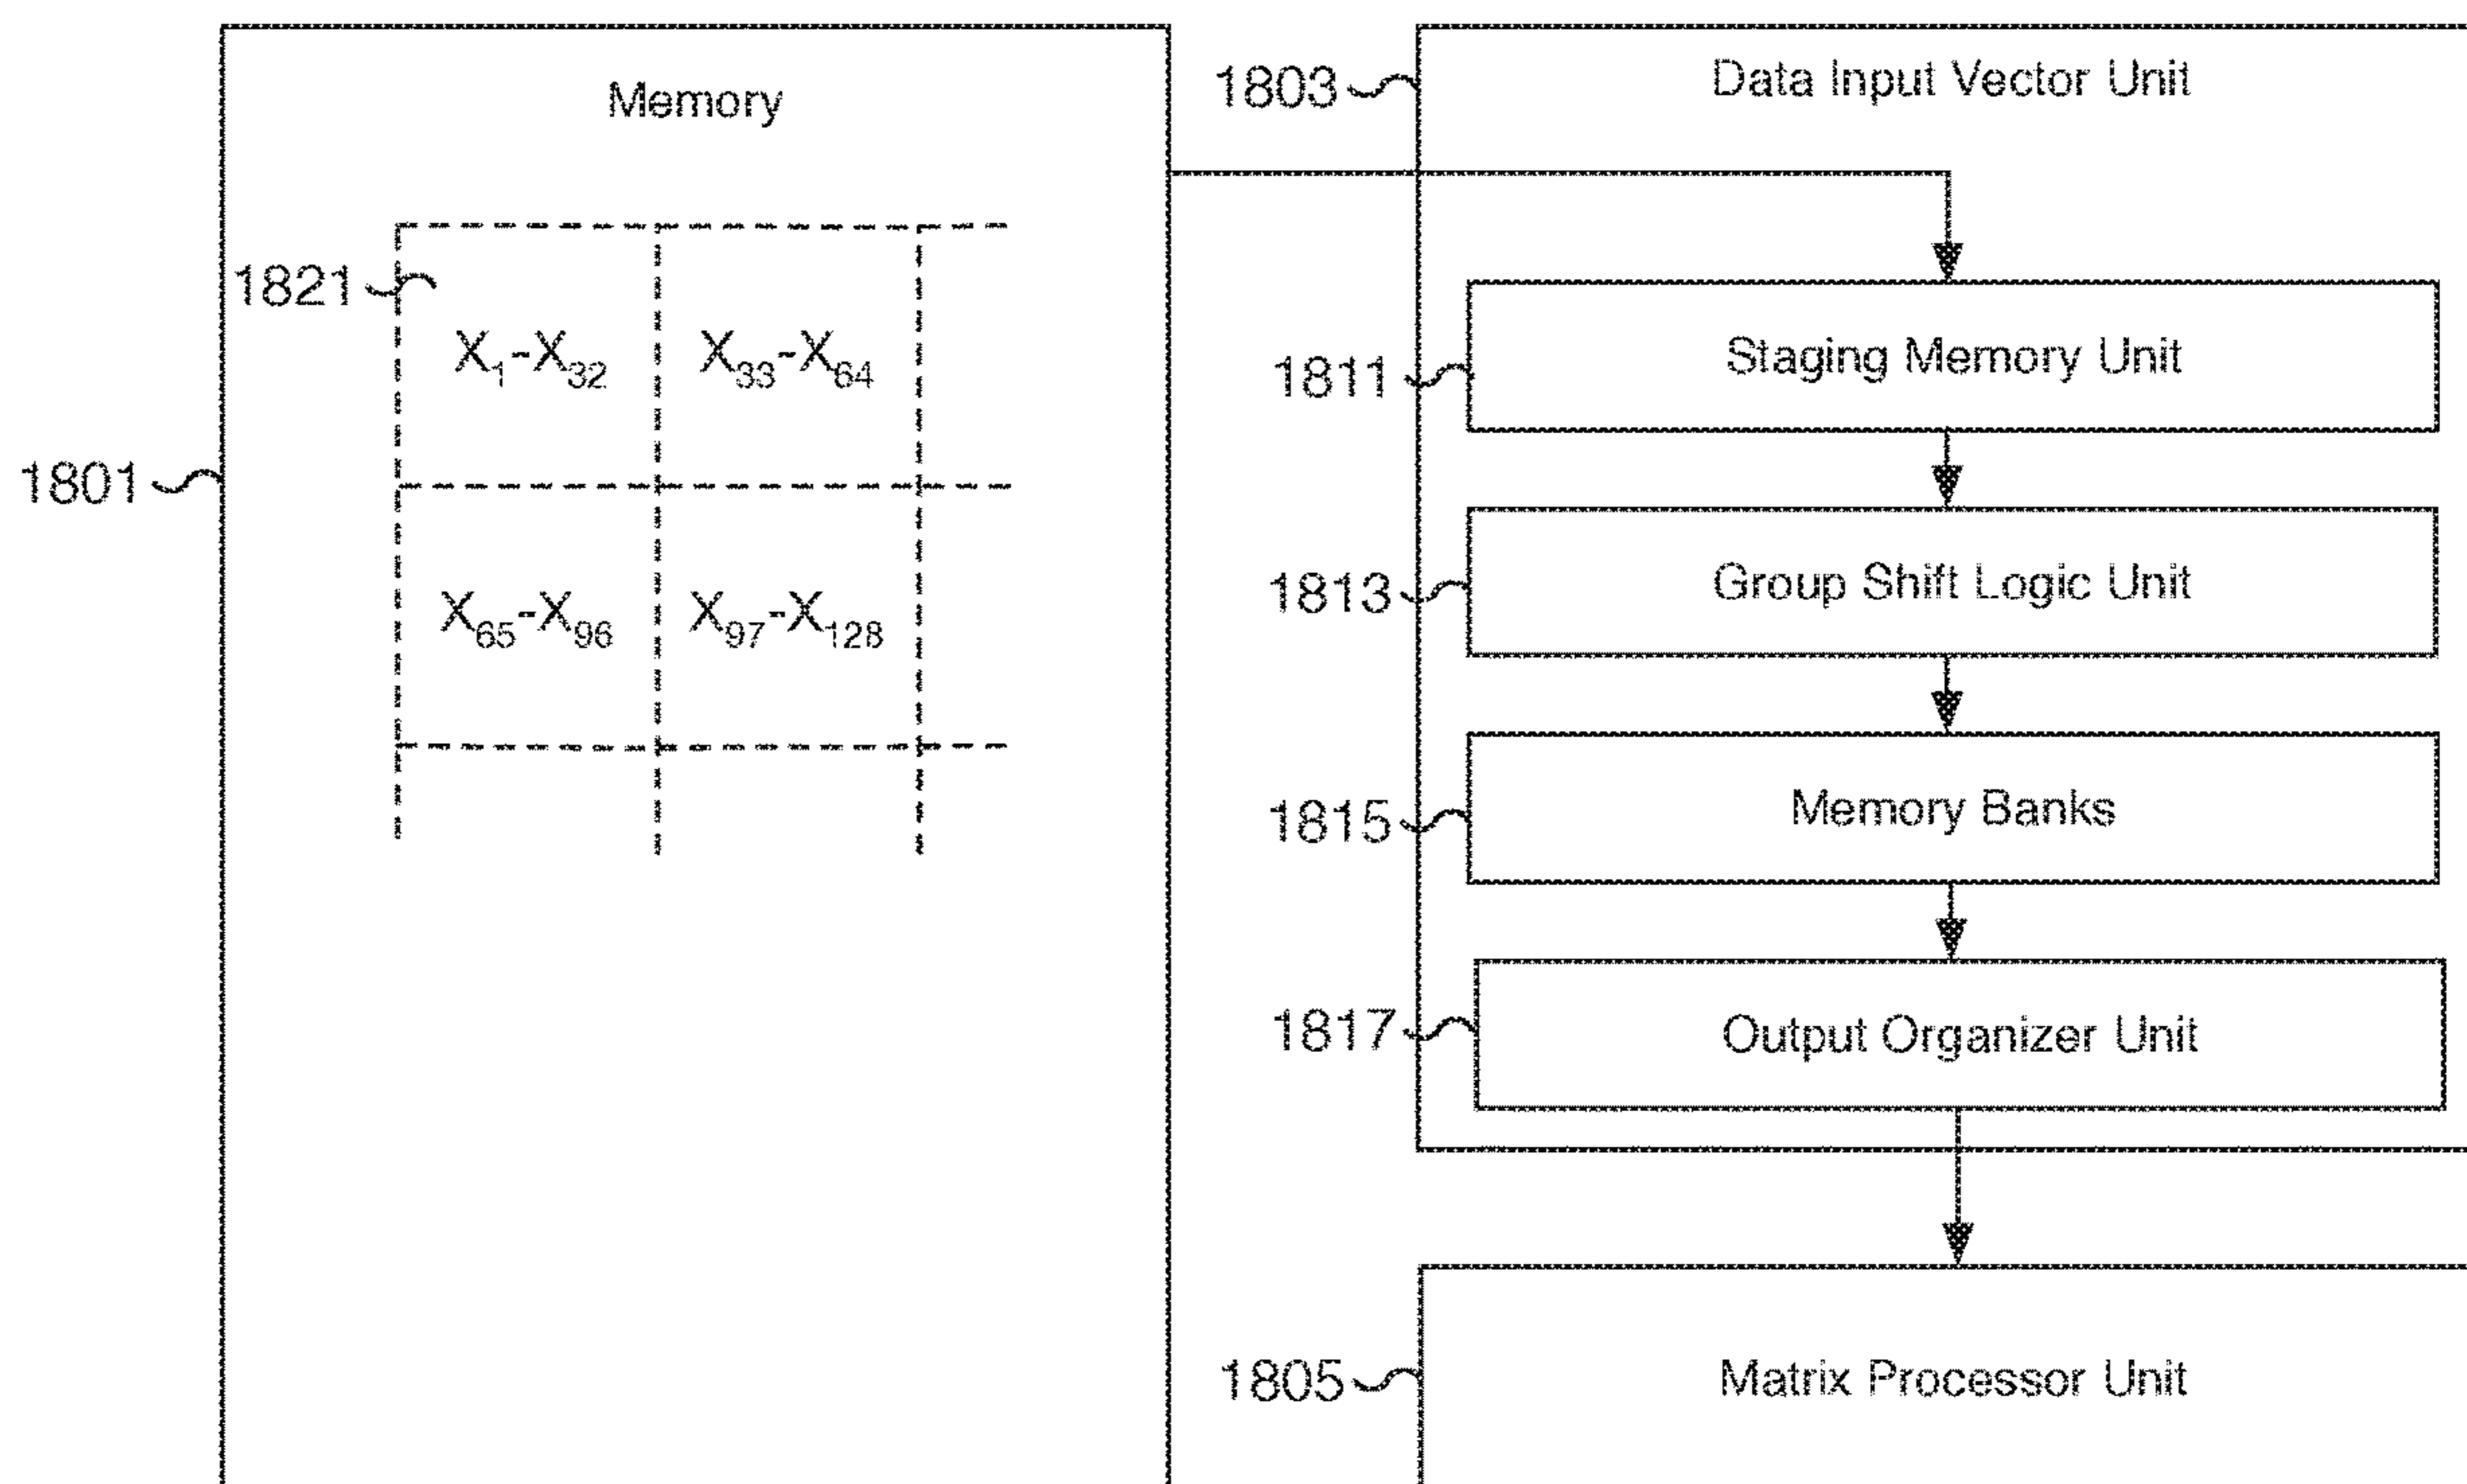 Memory
1803
Data Input Vector Unit
1821
X1-X32
X33-X64
1811
Staging Memory Unit
1801
1813
Group Shift Logic Unit
X65-X96
X97-X128
1815
Memory Banks
1817
Output Organizer Unit
1805
Matrix Processor Unit